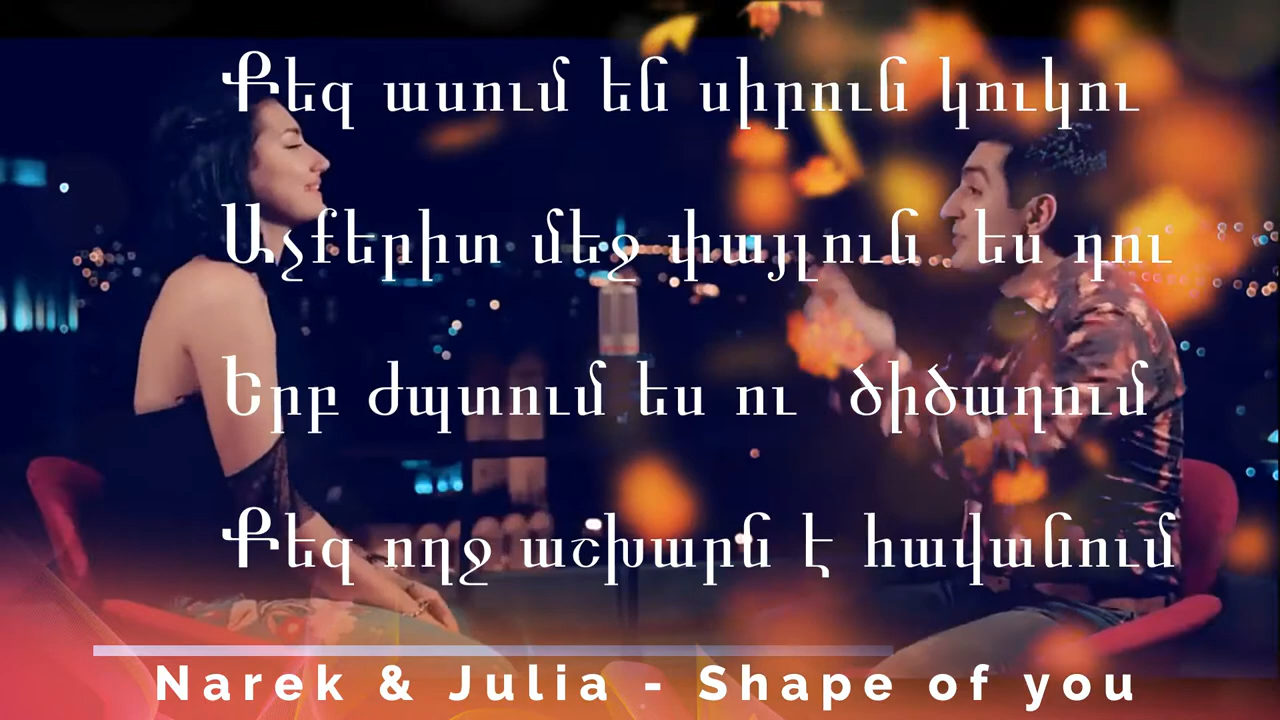 Քեզ ասում են սիրուն կուկու
Աչքերիտ մեջ փայլուն ես դու
Երբ ժպտում ես ու ծիծաղում
Քեզ ողջ աշխարն է հավանում
Narek & Julia - Shape of you